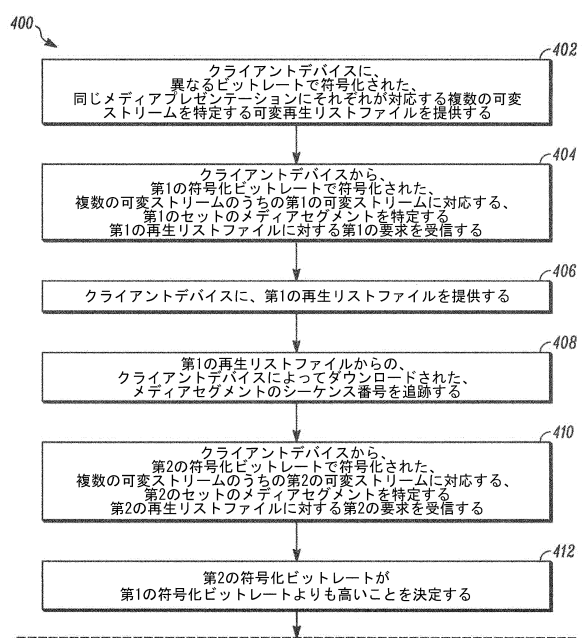 400
402
クライアントデバイスに、
異なるビットレートで符号化された、
同じメディアプレゼンテーションにそれぞれが対応する複数の可変
ストリームを特定する可変再生リストファイルを提供する
404
クライアントデバイスから、
第1の符号化ビットレートで符号化された、
複数の可変ストリームのうちの第1の可変ストリームに対応する、
第1のセットのメディアセグメントを特定する
第1の再生リストファイルに対する第1の要求を受信する
406
クライアントデバイスに、第1の再生リストファイルを提供する
408
第1の再生リストファイルからの、
クライアントデバイスによってダウンロードされた、
メディアセグメントのシーケンス番号を追跡する
410
クライアントデバイスから、
第2の符号化ビットレートで符号化された、
複数の可変ストリームのうちの第2の可変ストリームに対応する、
第2のセットのメディアセグメントを特定する
第2の再生リストファイルに対する第2の要求を受信する
412
第2の符号化ビットレートが
第1の符号化ビットレートよりも高いことを決定する